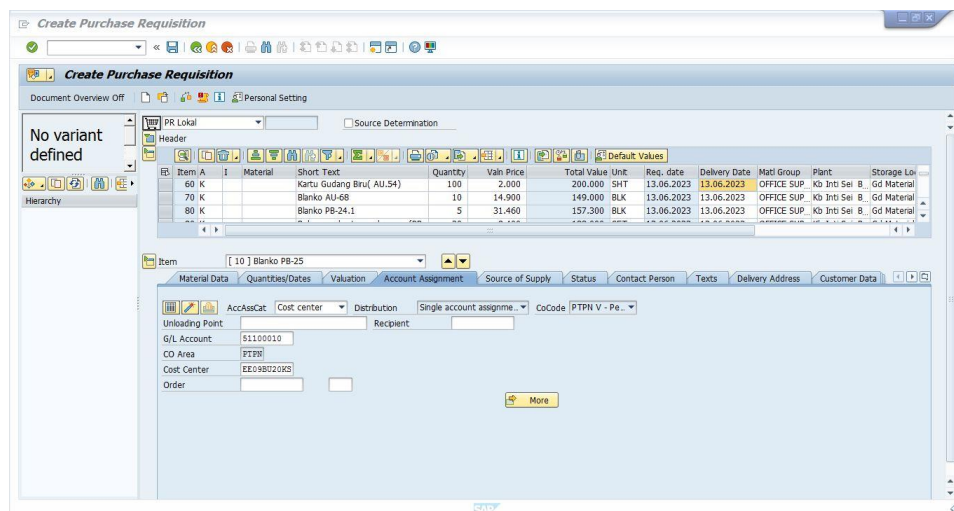 Create Purchase Requisition
Create Purchase Requisition
Document Overview Off Personal Setting
No variant defined
Hierarchy
PR Lokal Source Determination
Header
Default Values
Item A I Material Short Text Quantity Valn Price Total Value Unit Req. date Delivery Date Matl Group Plant Storage Lo
60 K Kartu Gudang Biru( AU.54) 100 2.000 200.000 SHT 13.06.2023 13.06.2023 OFFICE SUP... Kb Inti Sei B... Gd Material
70 K Blanko AU-68 10 14.900 149.000 BLK 13.06.2023 13.06.2023 OFFICE SUP... Kb Inti Sei B... Gd Material
80 K Blanko PB-24.1 5 31.460 157.300 BLK 13.06.2023 13.06.2023 OFFICE SUP... Kb Inti Sei B... Gd Material
Item [ 10 ] Blanko PB-25
Material Data Quantities/Dates Valuation Account Assignment Source of Supply Status Contact Person Texts Delivery Address Customer Data
AccAssCat Cost center Distribution Single account assignme... CoCode PTPN V - Pe...
Unloading Point Recipient
G/L Account 51100010
CO Area PTPN
Cost Center EE09BU20KS
Order
More
SAP